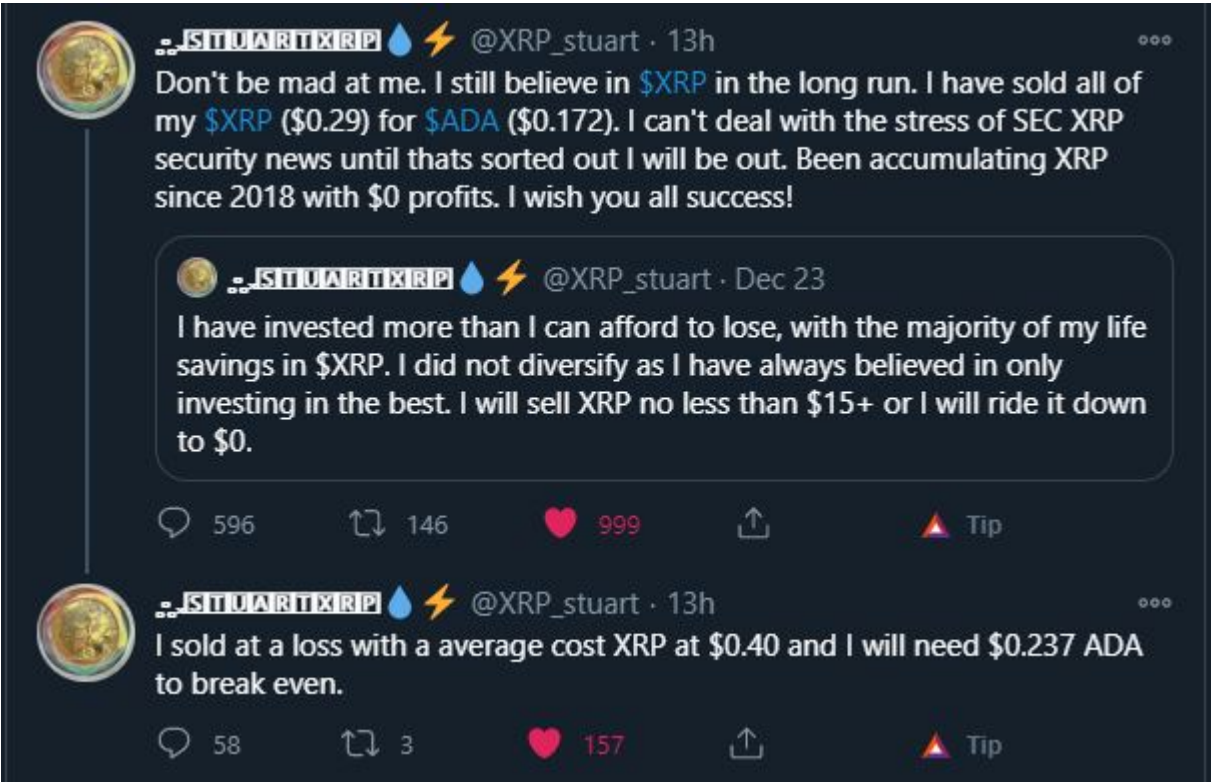 🆂🆃🆄🅰🆁🆃🆇🆁🅿💧⚡ @XRP_stuart · 13h
Don't be mad at me. I still believe in $XRP in the long run. I have sold all of
my $XRP ($0.29) for $ADA ($0.172). I can't deal with the stress of SEC XRP
security news until thats sorted out I will be out. Been accumulating XRP
since 2018 with $0 profits. I wish you all success!
🆂🆃🆄🅰🆁🆃🆇🆁🅿💧⚡ @XRP_stuart · Dec 23
I have invested more than I can afford to lose, with the majority of my life
savings in $XRP. I did not diversify as I have always believed in only
investing in the best. I will sell XRP no less than $15+ or I will ride it down
to $0.
596 146 999 Tip
🆂🆃🆄🅰🆁🆃🆇🆁🅿💧⚡ @XRP_stuart · 13h
I sold at a loss with a average cost XRP at $0.40 and I will need $0.237 ADA
to break even.
58 3 157 Tip